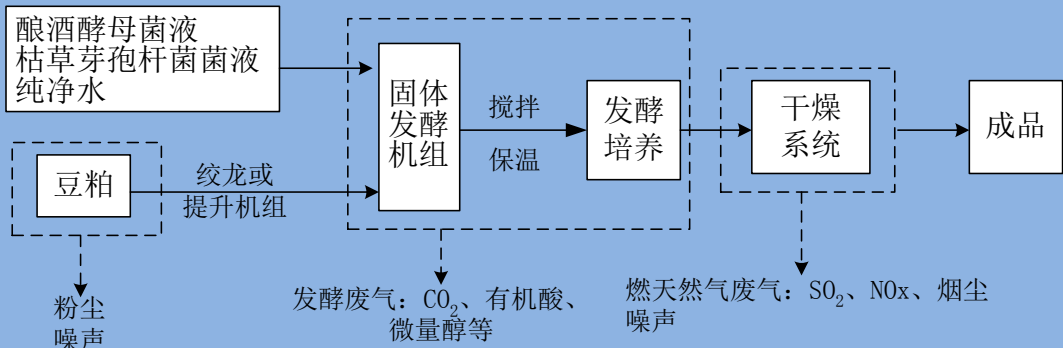 酿酒酵母菌液
枯草芽孢杆菌菌液
纯净水
豆粕
绞龙或
提升机组
固体
发酵
机组
搅拌
保温
发酵
培养
干燥
系统
成品
粉尘
噪声
发酵废气：CO₂、有机酸、
微量醇等
燃天然气废气：SO₂、NOx、烟尘
噪声